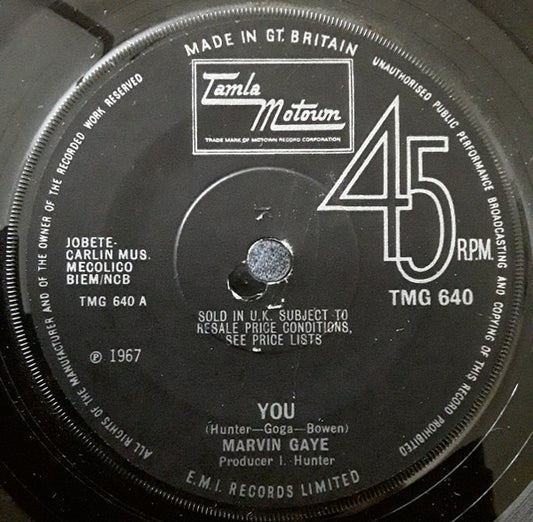 MADE IN GT. BRITAIN
UNAUTHORISED PUBLIC PERFORMANCE BROADCASTING AND COPYING OF THIS RECORD PROHIBITED
ALL RIGHTS OF THE MANUFACTURER AND OF THE OWNER OF THE RECORDED WORK RESERVED
Tamla
Motown
TRADE MARK OF MOTOWN RECORD CORPORATION
45 R.P.M.
TMG 640
JOBETE-
CARLIN MUS.
MECOLICO
BIEM/NCB
TMG 640 A
SOLD IN U.K. SUBJECT TO
RESALE PRICE CONDITIONS,
SEE PRICE LISTS
℗ 1967
YOU
(Hunter—Goga—Bowen)
MARVIN GAYE
Producer I. Hunter
E.M.I. RECORDS LIMITED